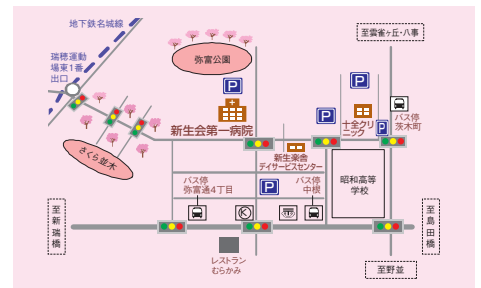 地下鉄名城線
至雲雀ヶ丘・八事
瑞穂運動
場東1番
出口
弥富公園
P
P
新生会第一病院
P
十全クリ
ニック
P
バス停
茨木町
さくら並木
新生楽舎
デイサービスセンター
バス停
弥富通4丁目
P
バス停
中根
昭和高等
学校
至新瑞橋
K
至島田橋
レストラン
むらかみ
至野並